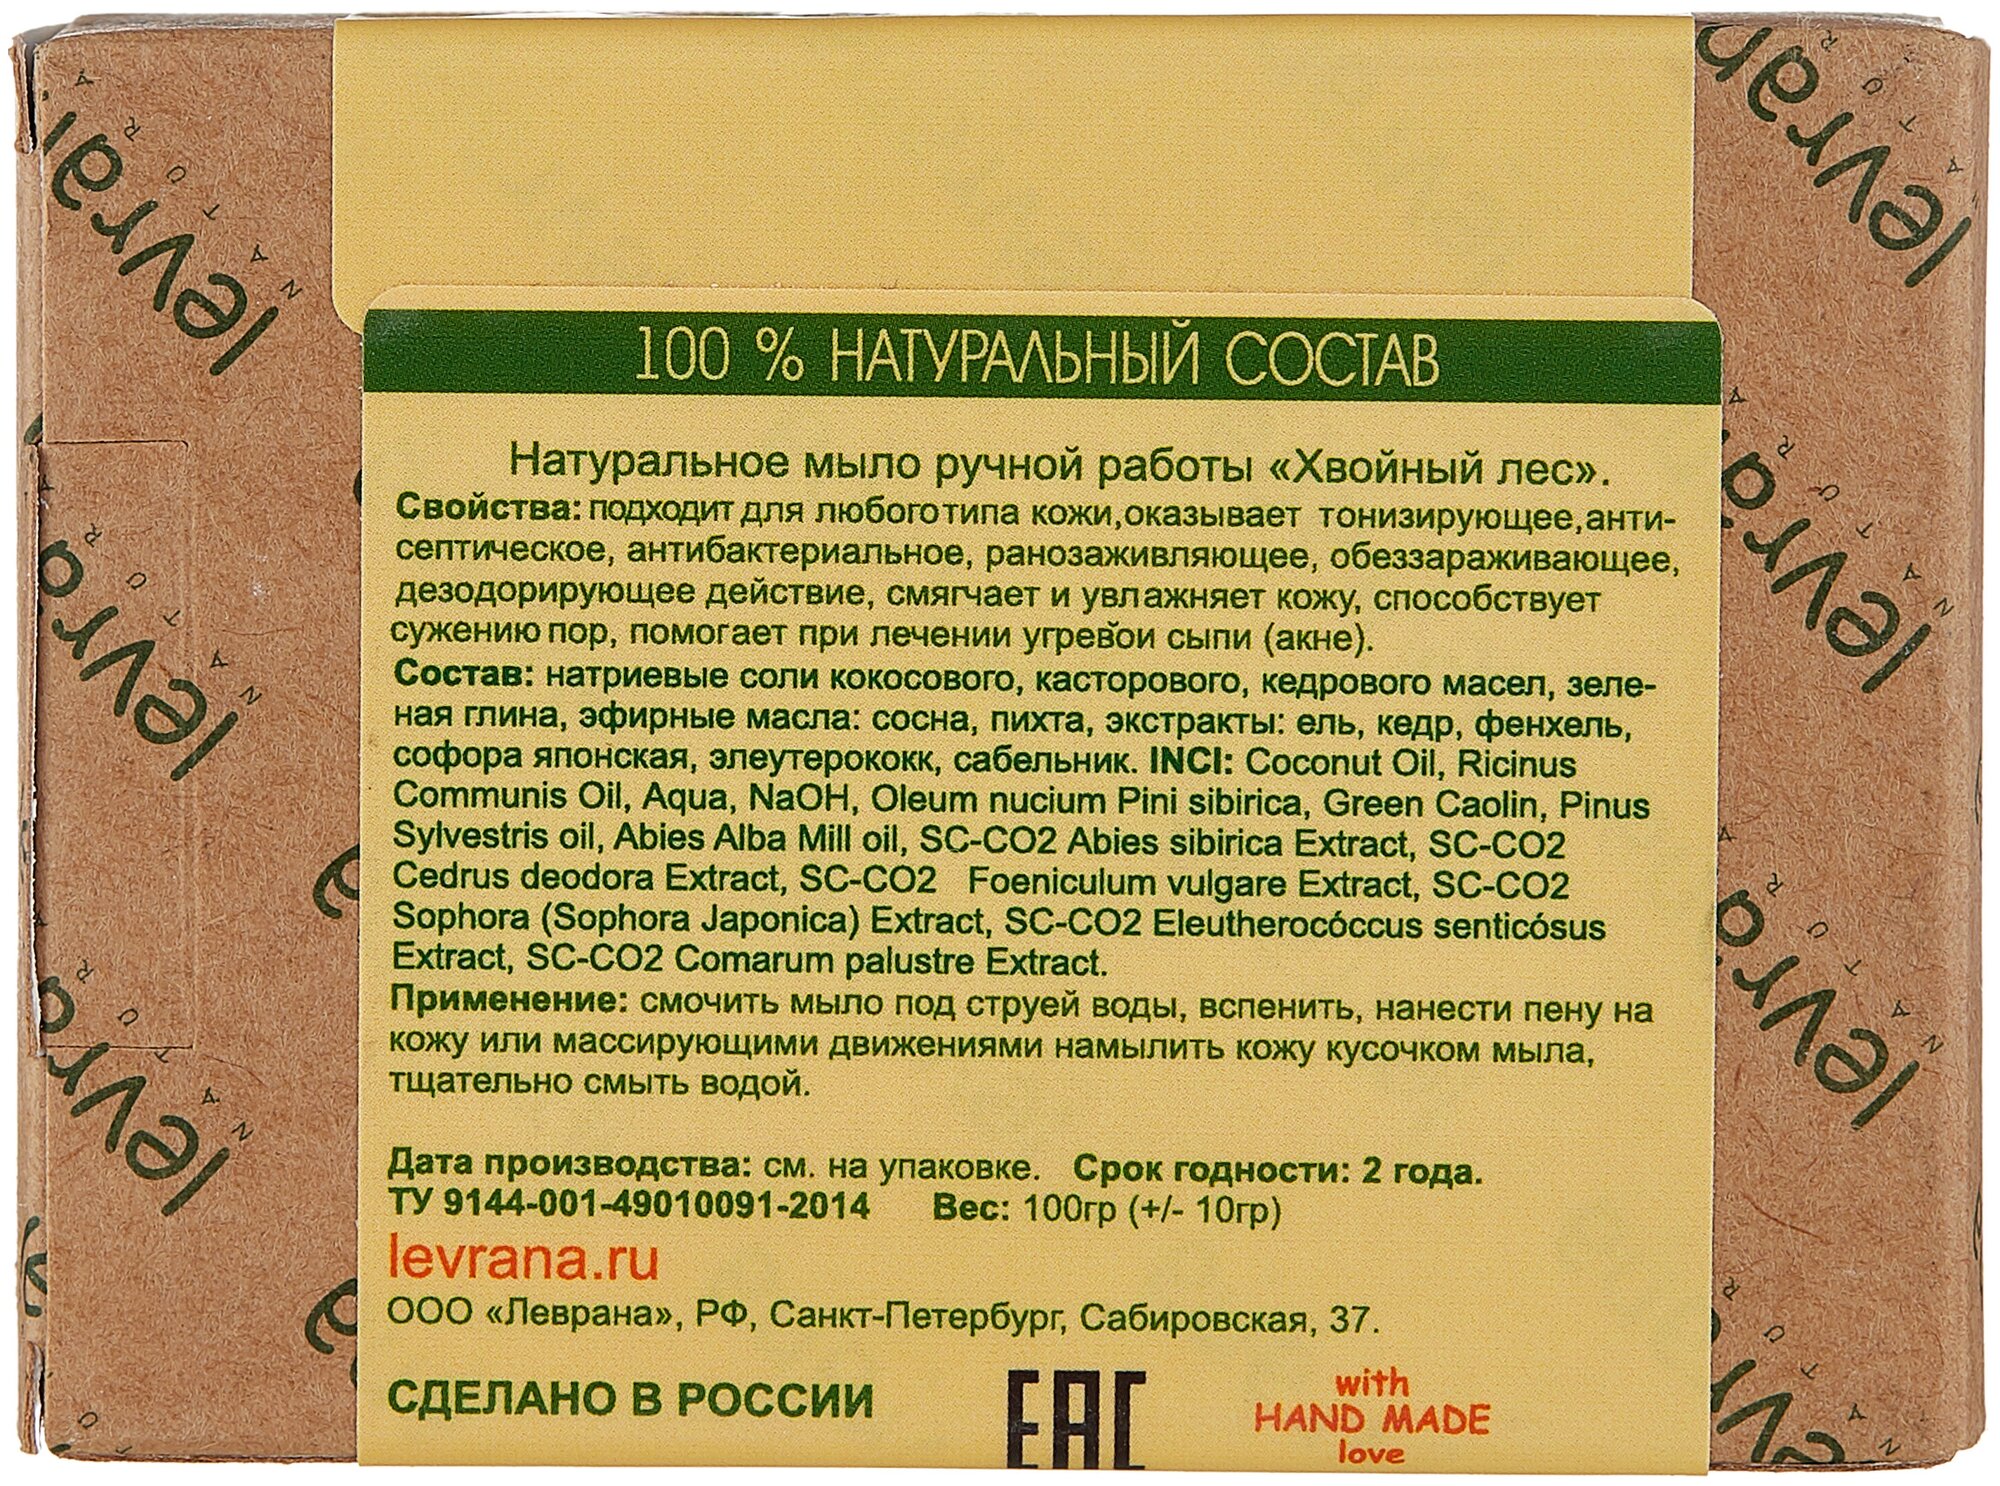 100 % НАТУРАЛЬНЫЙ СОСТАВ
Натуральное мыло ручной работы «Хвойный лес».
Свойства: подходит для любого типа кожи, оказывает тонизирующее, анти-
септическое, антибактериальное, ранозаживляющее, обеззараживающее,
дезодорирующее действие, смягчает и увлажняет кожу, способствует
сужению пор, помогает при лечении угревой сыпи (акне).
Состав: натриевые соли кокосового, касторового, кедрового масел, зеле-
ная глина, эфирные масла: сосна, пихта, экстракты: ель, кедр, фенхель,
софора японская, элеутерококк, сабельник. INCI: Coconut Oil, Ricinus
Communis Oil, Aqua, NaOH, Oleum nucium Pini sibirica, Green Caolin, Pinus
Sylvestris oil, Abies Alba Mill oil, SC-CO2 Abies sibirica Extract, SC-CO2
Cedrus deodora Extract, SC-CO2 Foeniculum vulgare Extract, SC-CO2
Sophora (Sophora Japonica) Extract, SC-CO2 Eleutherocóccus senticósus
Extract, SC-CO2 Comarum palustre Extract.
Применение: смочить мыло под струей воды, вспенить, нанести пену на
кожу или массирующими движениями намылить кожу кусочком мыла,
тщательно смыть водой.
Дата производства: см. на упаковке. Срок годности: 2 года.
ТУ 9144-001-49010091-2014 Вес: 100гр (+/- 10гр)
levrana.ru
ООО «Леврана», РФ, Санкт-Петербург, Сабировская, 37.
СДЕЛАНО В РОССИИ
EAC
with
HAND MADE
love